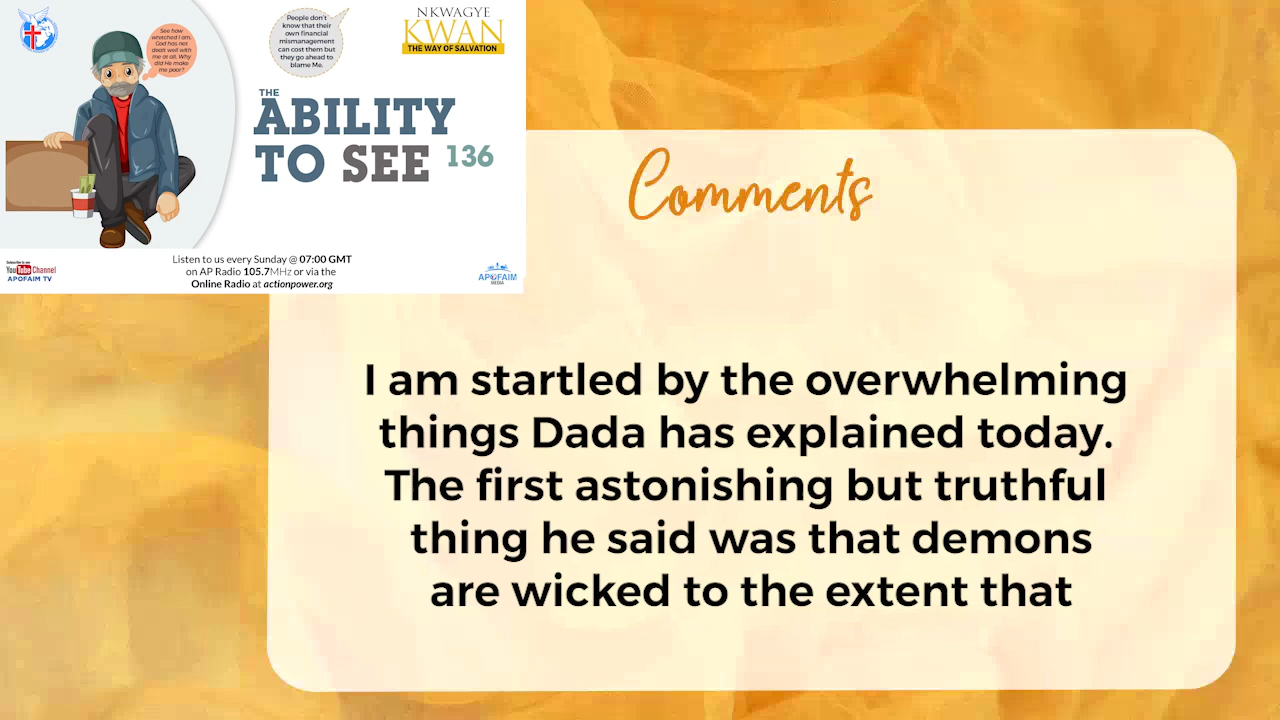 See how
wretched I am.
God has not
dealt well with
me at all. Why
did He make
me poor?
People don't
know that their
own financial
mismanagement
can cost them but
they go ahead to
blame Me.
NKWAGYE
KWAN
THE WAY OF SALVATION
THE
ABILITY
TO SEE 136
Listen to us every Sunday @ 07:00 GMT
on AP Radio 105.7MHz or via the
Online Radio at actionpower.org
Subscribe to our
YouTube Channel
APOFAIM TV
APOFAIM
MEDIA
Comments
I am startled by the overwhelming
things Dada has explained today.
The first astonishing but truthful
thing he said was that demons
are wicked to the extent that